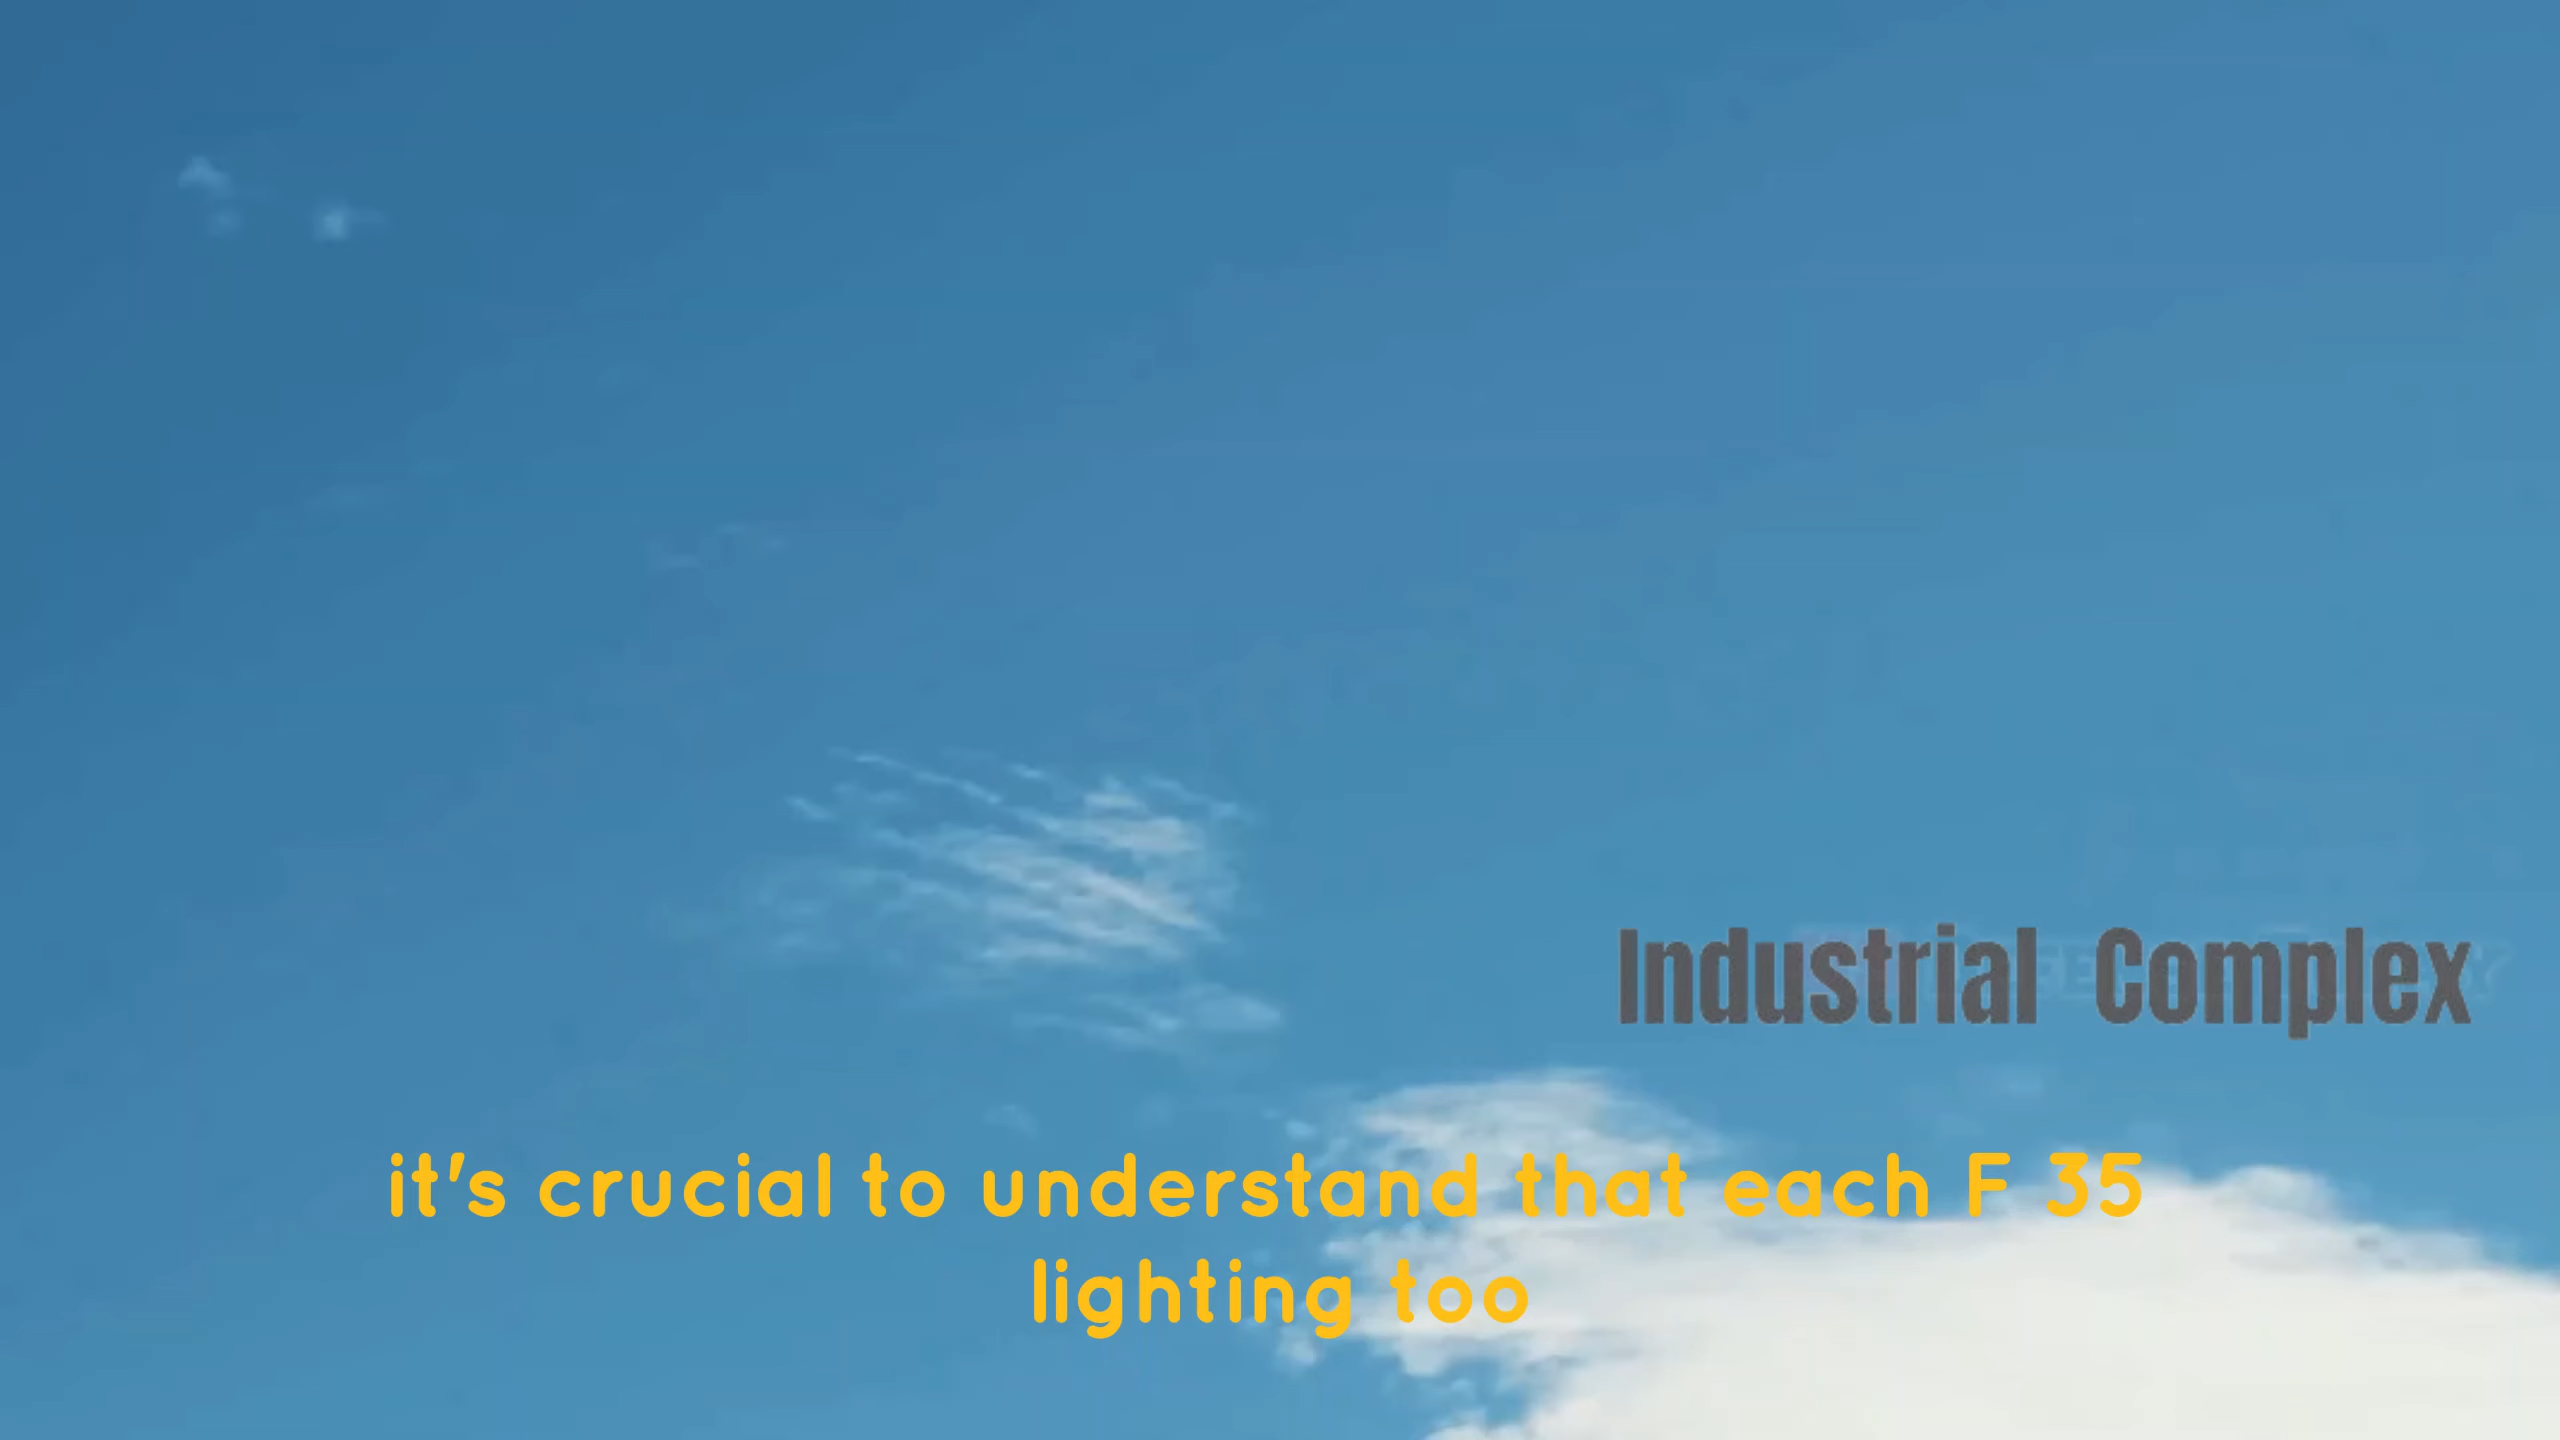 Industrial Complex
it's crucial to understand that each F 35
lighting too